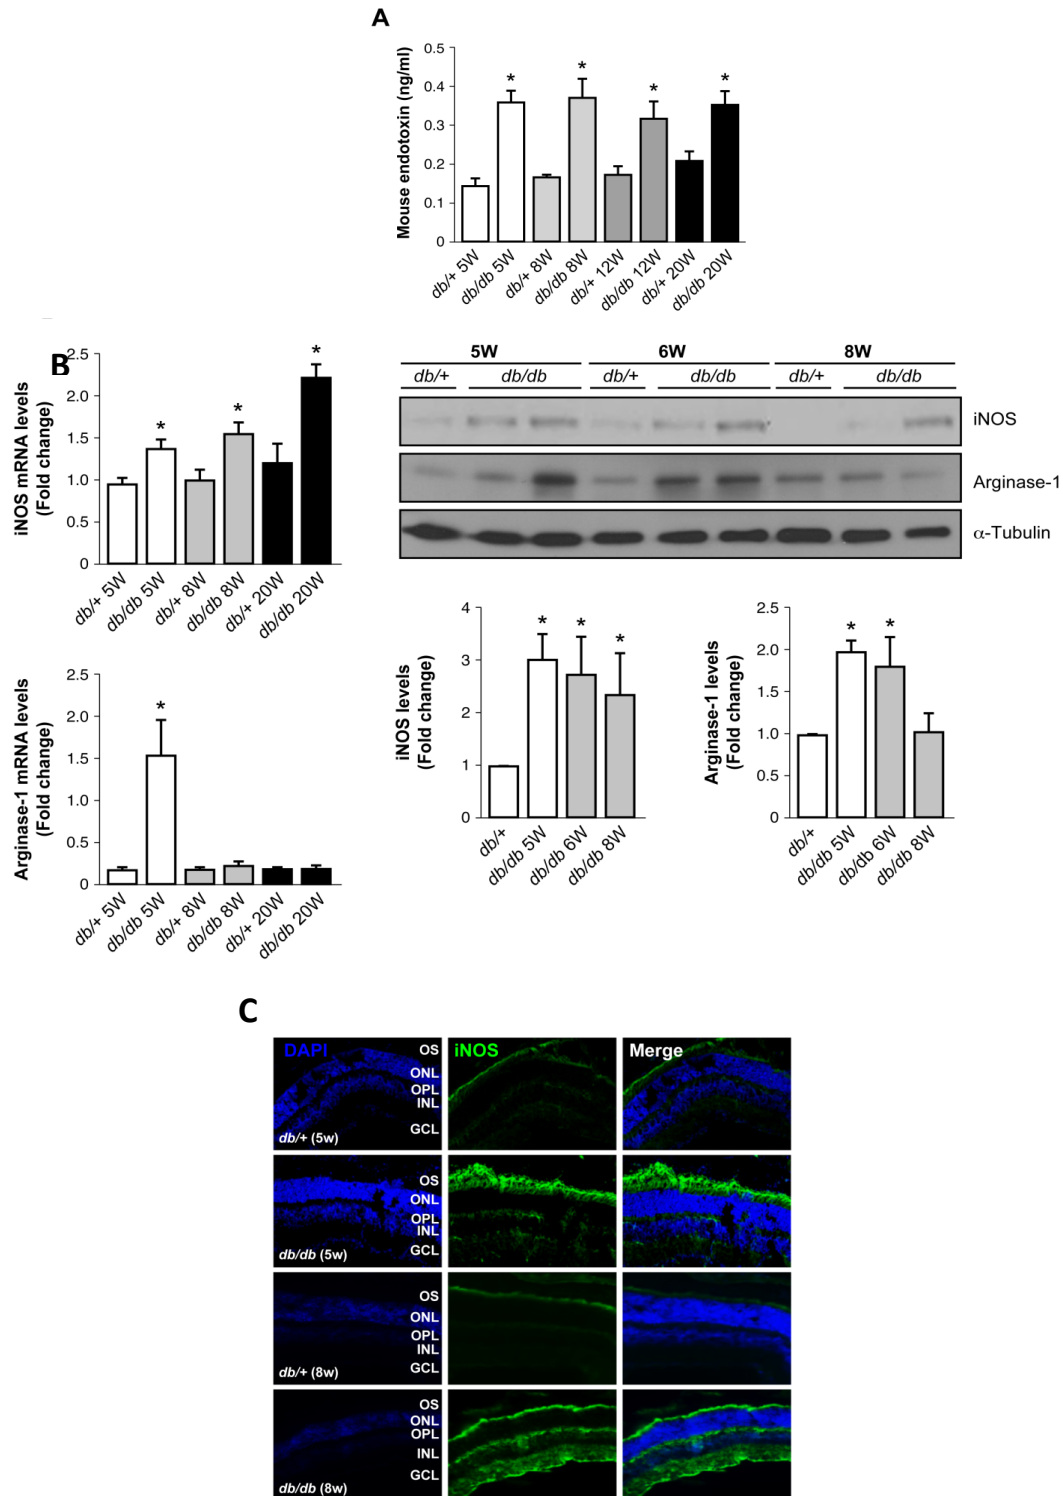 A
Mouse endotoxin (ng/ml)
0.5
0.4
0.3
0.2
0.1
0
* * * *
db/+ 5W
db/db 5W
db/+ 8W
db/db 8W
db/+ 12W
db/db 12W
db/+ 20W
db/db 20W
B
iNOS mRNA levels
(Fold change)
2.5
2.0
1.5
1.0
0.5
0
* * *
db/+ 5W
db/db 5W
db/+ 8W
db/db 8W
db/+ 20W
db/db 20W
5W 6W 8W
db/+ db/db db/+ db/db db/+ db/db
iNOS
Arginase-1
α-Tubulin
Arginase-1 mRNA levels
(Fold change)
2.5
2.0
1.5
1.0
0.5
0
*
db/+ 5W
db/db 5W
db/+ 8W
db/db 8W
db/+ 20W
db/db 20W
iNOS levels
(Fold change)
4
3
2
1
0
* * *
db/+
db/db 5W
db/db 6W
db/db 8W
Arginase-1 levels
(Fold change)
2.5
2.0
1.5
1.0
0.5
0
* *
db/+
db/db 5W
db/db 6W
db/db 8W
C
DAPI iNOS Merge
OS
ONL
OPL
INL
GCL
db/+ (5w)
OS
ONL
OPL
INL
GCL
db/db (5w)
OS
ONL
OPL
INL
GCL
db/+ (8w)
OS
ONL
OPL
INL
GCL
db/db (8w)